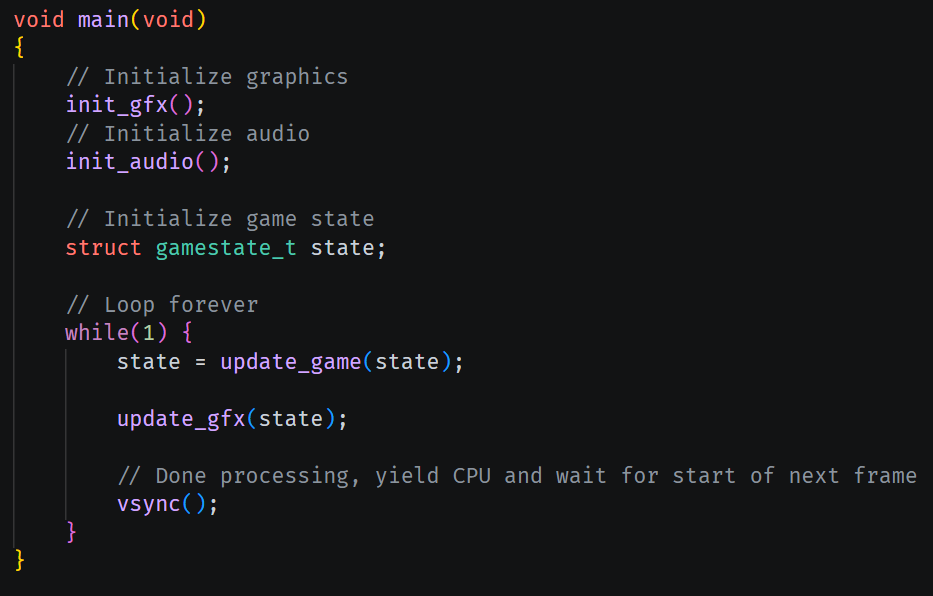 void main(void)
{
    // Initialize graphics
    init_gfx();
    // Initialize audio
    init_audio();

    // Initialize game state
    struct gamestate_t state;

    // Loop forever
    while(1) {
        state = update_game(state);

        update_gfx(state);

        // Done processing, yield CPU and wait for start of next frame
        vsync();
    }
}